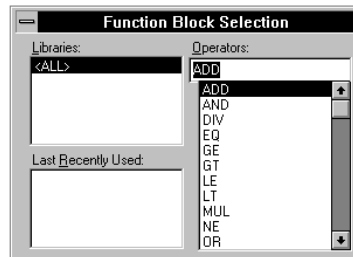 Function Block Selection
Libraries:
<ALL>
Last Recently Used:
Operators:
ADD
ADD
AND
DIV
EQ
GE
GT
LE
LT
MUL
NE
OR